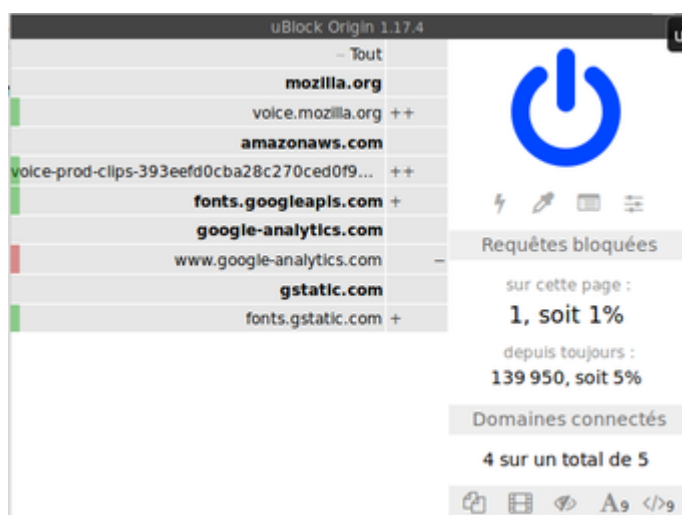 uBlock Origin 1.17.4
– Tout
mozilla.org
voice.mozilla.org ++
amazonaws.com
voice-prod-clips-393eefd0cba28c270ced0f9... ++
fonts.googleapis.com +
google-analytics.com
www.google-analytics.com –
gstatic.com
fonts.gstatic.com +
u
Requêtes bloquées
sur cette page :
1, soit 1%
depuis toujours :
139 950, soit 5%
Domaines connectés
4 sur un total de 5
A9 </>9